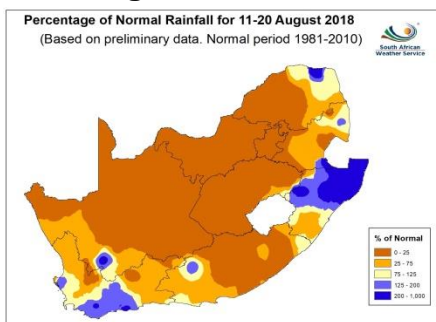 Percentage of Normal Rainfall for 11-20 August 2018
(Based on preliminary data. Normal period 1981-2010)
South African
Weather Service
% of Normal
0 - 25
25 - 75
75 - 125
125 - 200
200 - 1,000